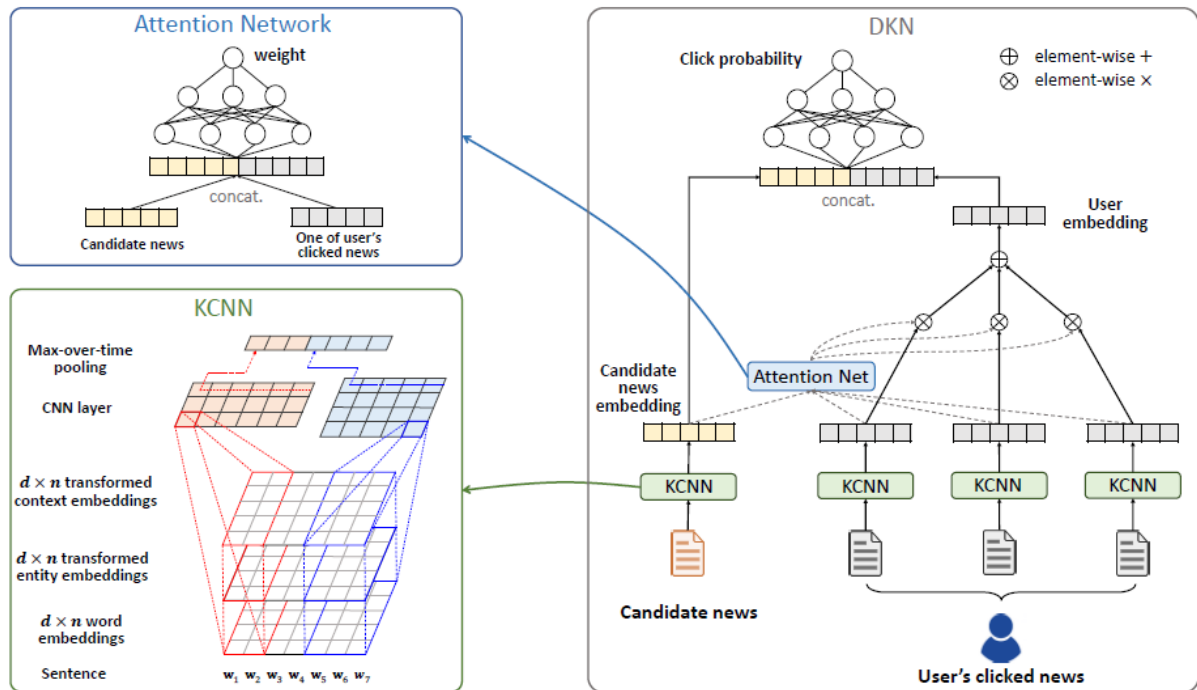 Attention Network
weight
concat.
Candidate news
One of user's
clicked news
KCNN
Max-over-time
pooling
CNN layer
d × n transformed
context embeddings
d × n transformed
entity embeddings
d × n word
embeddings
Sentence
w₁ w₂ w₃ w₄ w₅ w₆ w₇
DKN
Click probability
⊕ element-wise +
⊗ element-wise ×
concat.
User
embedding
Candidate
news
embedding
Attention Net
KCNN
KCNN
KCNN
KCNN
Candidate news
User's clicked news